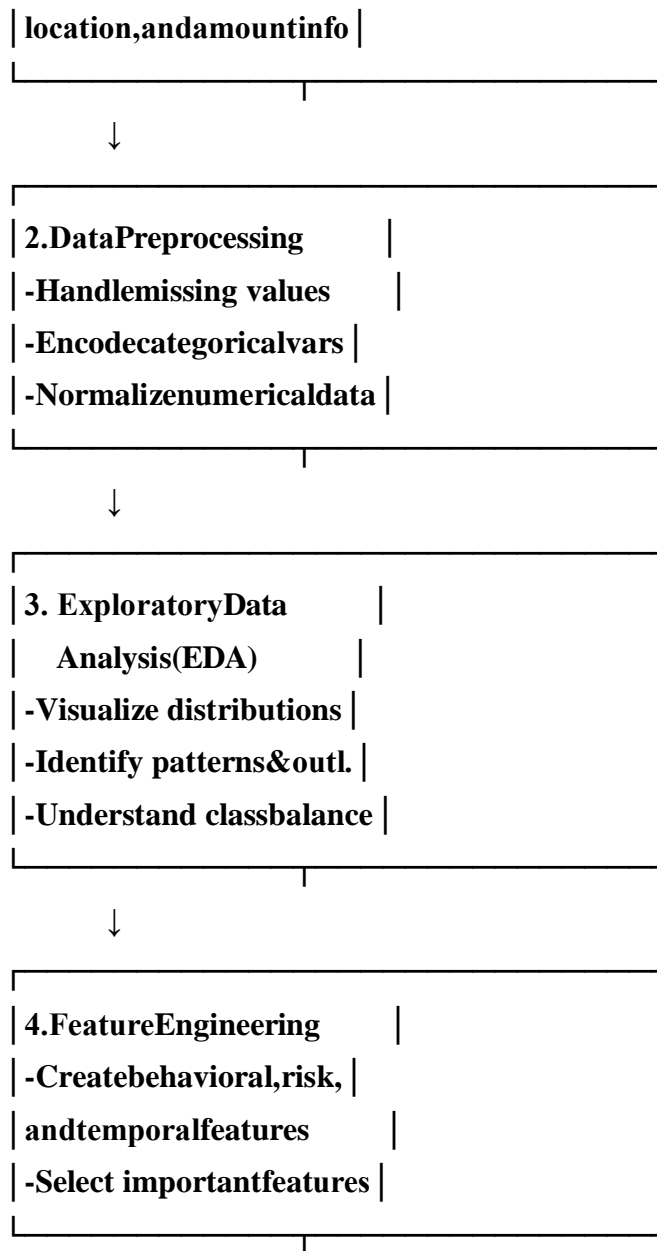 location,andamountinfo
↓
2.DataPreprocessing
-Handlemissing values
-Encodecategoricalvars
-Normalizenumericaldata
↓
3. ExploratoryData
Analysis(EDA)
-Visualize distributions
-Identify patterns&outl.
-Understand classbalance
↓
4.FeatureEngineering
-Createbehavioral,risk,
andtemporalfeatures
-Select importantfeatures